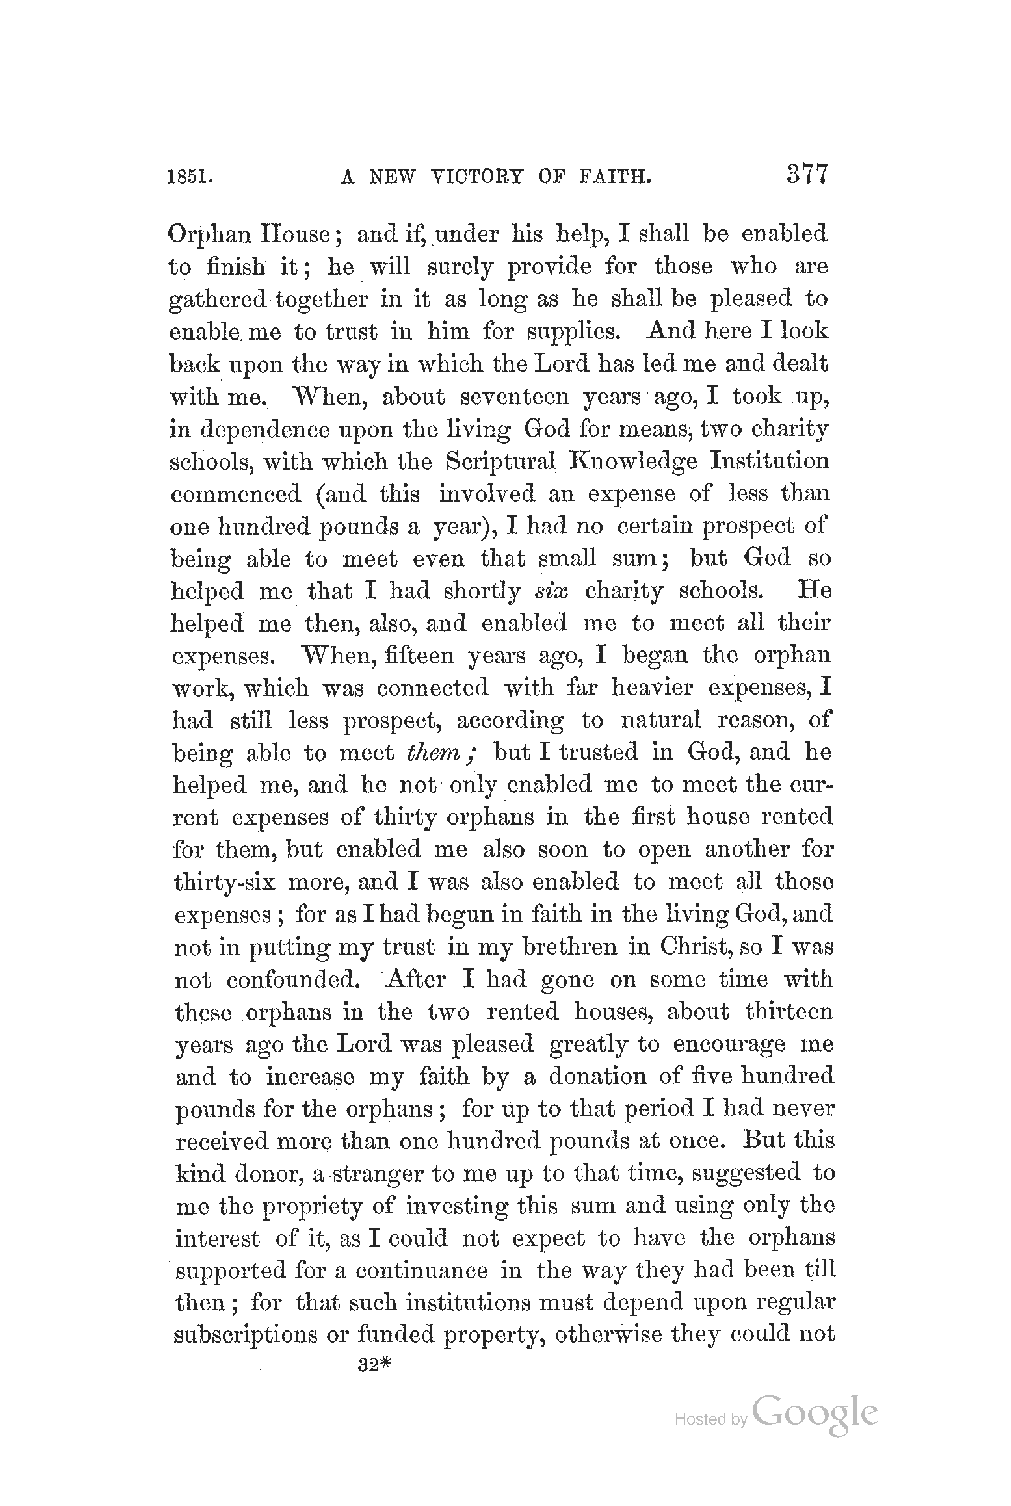 1851. A NEW VICTORY OF FAITH. 377
Orphan House; and if, under his help, I shall be enabled
to finish it; he will surely provide for those who are
gathered together in it as long as he shall be pleased to
enable me to trust in him for supplies. And here I look
back upon the way in which the Lord has led me and dealt
with me. When, about seventeen years ago, I took up,
in dependence upon the living God for means, two charity
schools, with which the Scriptural Knowledge Institution
commenced (and this involved an expense of less than
one hundred pounds a year), I had no certain prospect of
being able to meet even that small sum; but God so
helped me that I had shortly six charity schools. He
helped me then, also, and enabled me to meet all their
expenses. When, fifteen years ago, I began the orphan
work, which was connected with far heavier expenses, I
had still less prospect, according to natural reason, of
being able to meet them; but I trusted in God, and he
helped me, and he not only enabled me to meet the cur-
rent expenses of thirty orphans in the first house rented
for them, but enabled me also soon to open another for
thirty-six more, and I was also enabled to meet all those
expenses; for as I had begun in faith in the living God, and
not in putting my trust in my brethren in Christ, so I was
not confounded. After I had gone on some time with
these orphans in the two rented houses, about thirteen
years ago the Lord was pleased greatly to encourage me
and to increase my faith by a donation of five hundred
pounds for the orphans; for up to that period I had never
received more than one hundred pounds at once. But this
kind donor, a stranger to me up to that time, suggested to
me the propriety of investing this sum and using only the
interest of it, as I could not expect to have the orphans
supported for a continuance in the way they had been till
then; for that such institutions must depend upon regular
subscriptions or funded property, otherwise they could not
32*
Hosted by Google